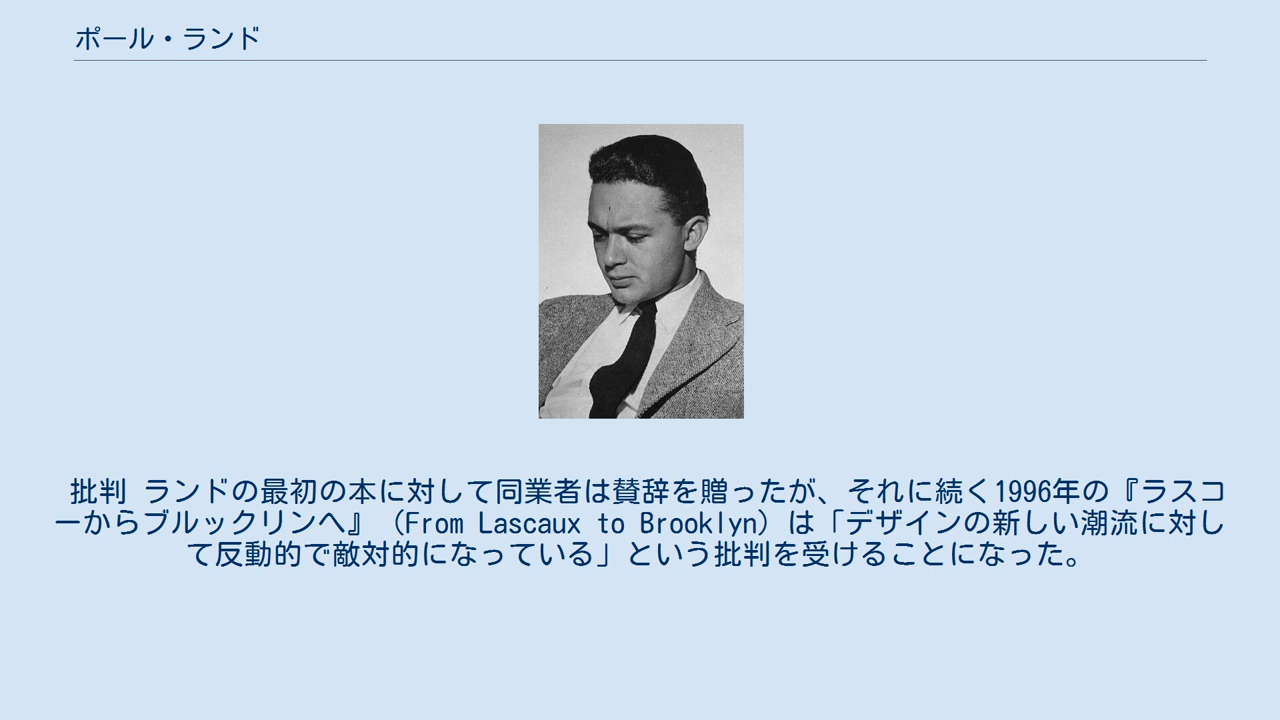 ポール・ランド
批判 ランドの最初の本に対して同業者は賛辞を贈ったが、それに続く1996年の『ラスコ
ーからブルックリンへ』（From Lascaux to Brooklyn）は「デザインの新しい潮流に対し
て反動的で敵対的になっている」という批判を受けることになった。